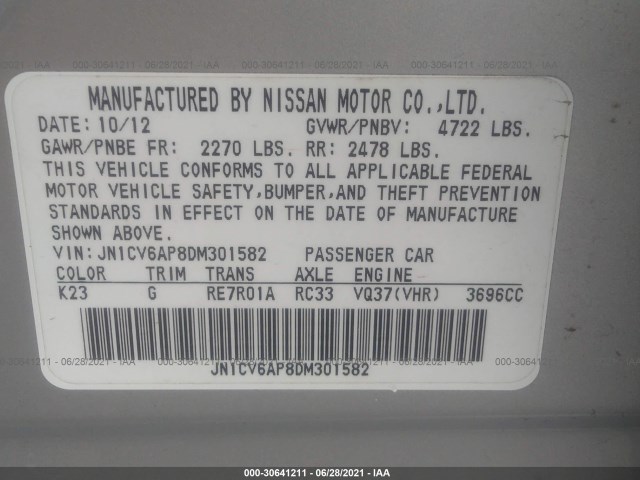 MANUFACTURED BY NISSAN MOTOR CO.,LTD.
DATE: 10/12 GVWR/PNBV: 4722 LBS.
GAWR/PNBE FR: 2270 LBS. RR: 2478 LBS.
THIS VEHICLE CONFORMS TO ALL APPLICABLE FEDERAL
MOTOR VEHICLE SAFETY,BUMPER,AND THEFT PREVENTION
STANDARDS IN EFFECT ON THE DATE OF MANUFACTURE
SHOWN ABOVE.
VIN: JN1CV6AP8DM301582 PASSENGER CAR
COLOR TRIM TRANS AXLE ENGINE
K23 G RE7R01A RC33 VQ37(VHR) 3696CC
JN1CV6AP8DM301582
000-30641211 - 06/28/2021 - IAA